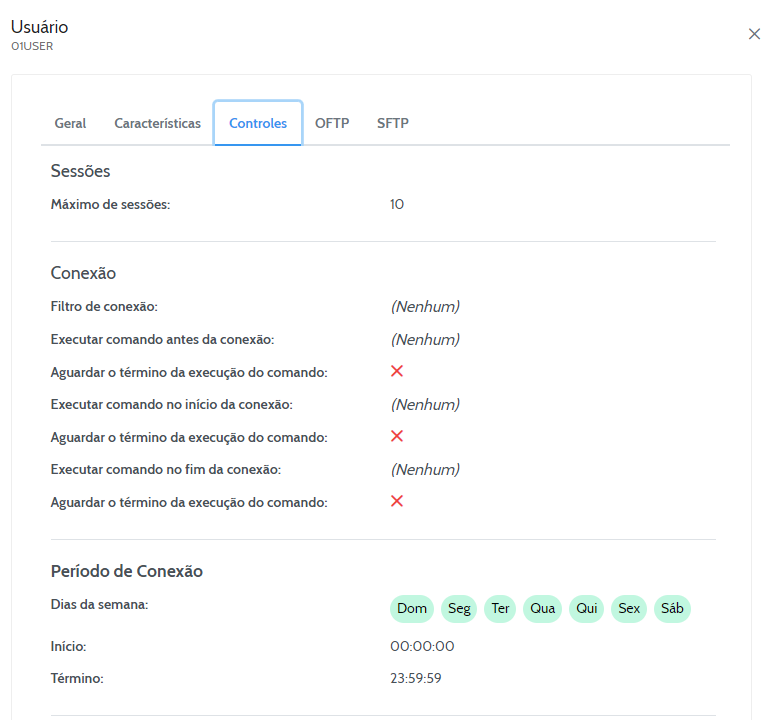 Usuário
01USER
Geral Características Controles OFTP SFTP
Sessões
Máximo de sessões: 10
Conexão
Filtro de conexão: (Nenhum)
Executar comando antes da conexão: (Nenhum)
Aguardar o término da execução do comando:
Executar comando no início da conexão: (Nenhum)
Aguardar o término da execução do comando:
Executar comando no fim da conexão: (Nenhum)
Aguardar o término da execução do comando:
Período de Conexão
Dias da semana: Dom Seg Ter Qua Qui Sex Sáb
Início: 00:00:00
Término: 23:59:59